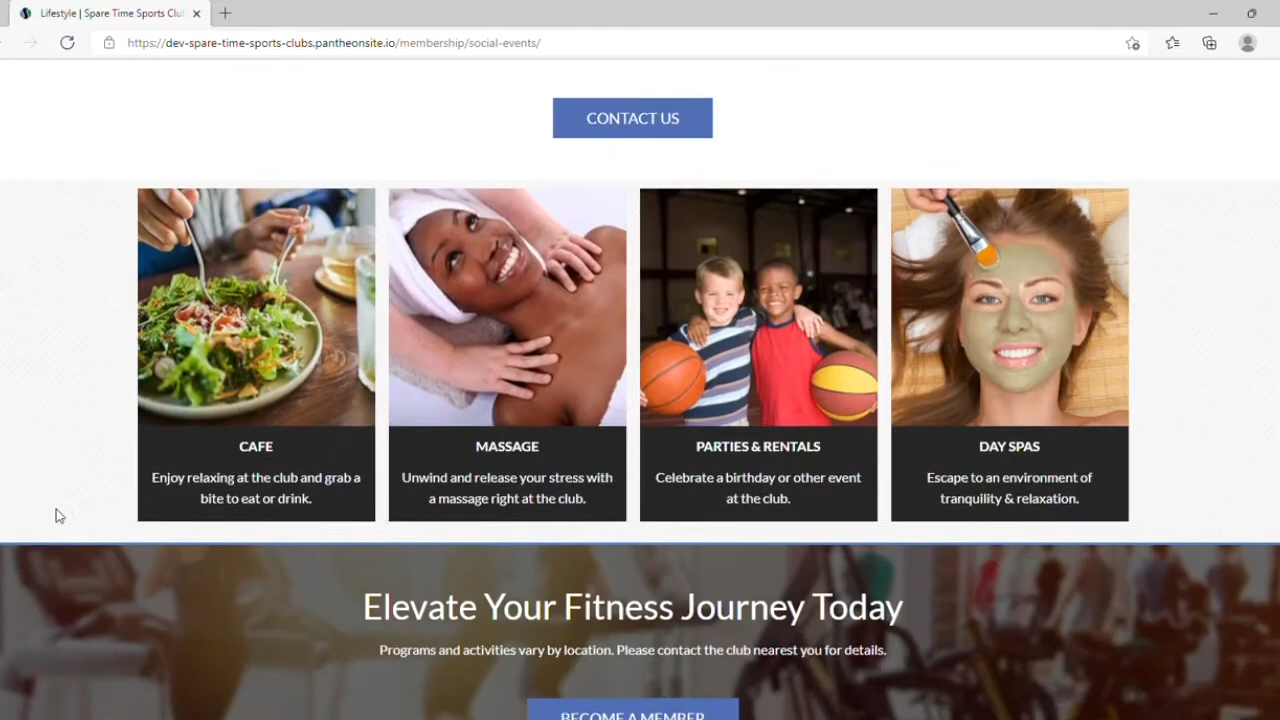 Lifestyle | Spare Time Sports Clu
https://dev-spare-time-sports-clubs.pantheonsite.io/membership/social-events/
CONTACT US
CAFE
Enjoy relaxing at the club and grab a
bite to eat or drink.
MASSAGE
Unwind and release your stress with
a massage right at the club.
PARTIES & RENTALS
Celebrate a birthday or other event
at the club.
DAY SPAS
Escape to an environment of
tranquility & relaxation.
Elevate Your Fitness Journey Today
Programs and activities vary by location. Please contact the club nearest you for details.
BECOME A MEMBER